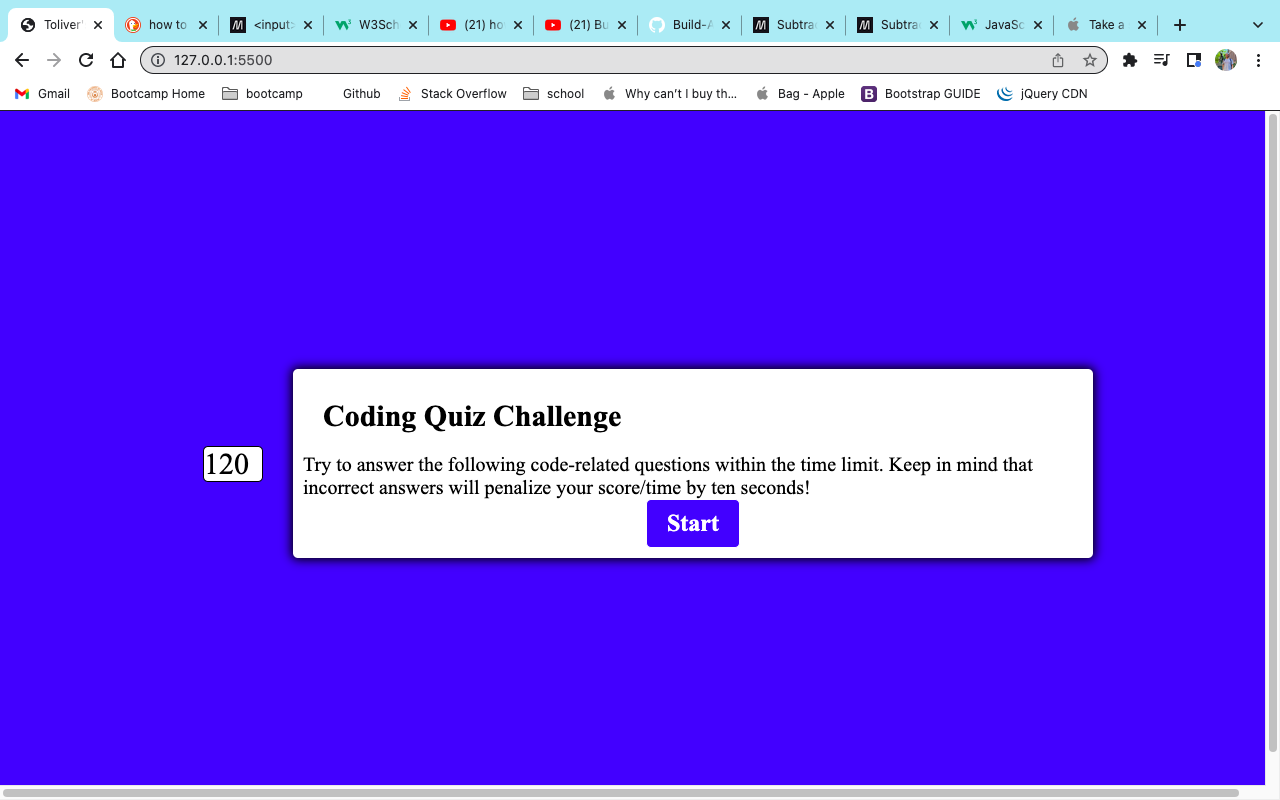 Toliver' how to <input: W3Sch (21) ho (21) Bu Build-A Subtra Subtra JavaSc Take a
127.0.0.1:5500
Gmail Bootcamp Home bootcamp Github Stack Overflow school Why can't I buy th... Bag - Apple B Bootstrap GUIDE jQuery CDN
Coding Quiz Challenge
120
Try to answer the following code-related questions within the time limit. Keep in mind that
incorrect answers will penalize your score/time by ten seconds!
Start